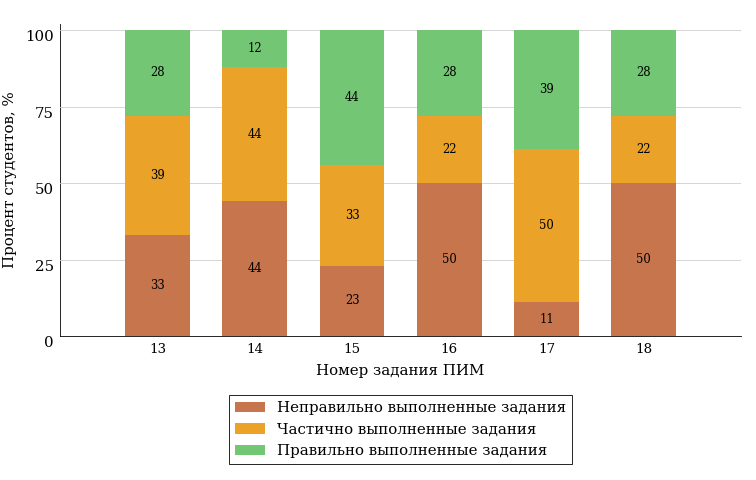 Процент студентов, %
100
75
50
25
0
28 12 44 28 39 28
39 44 33 22 50 22
33 44 23 50 11 50
13 14 15 16 17 18
Номер задания ПИМ
Неправильно выполненные задания
Частично выполненные задания
Правильно выполненные задания